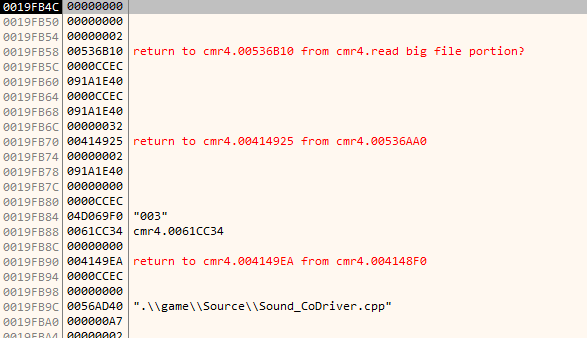 0019FB4C 00000000
0019FB50 00000000
0019FB54 00000002
0019FB58 00536B10 return to cmr4.00536B10 from cmr4.read big file portion?
0019FB5C 0000CCEC
0019FB60 091A1E40
0019FB64 0000CCEC
0019FB68 091A1E40
0019FB6C 00000032
0019FB70 00414925 return to cmr4.00414925 from cmr4.00536AA0
0019FB74 00000002
0019FB78 091A1E40
0019FB7C 00000000
0019FB80 0000CCEC
0019FB84 04D069F0 "003"
0019FB88 0061CC34 cmr4.0061CC34
0019FB8C 00000000
0019FB90 004149EA return to cmr4.004149EA from cmr4.004148F0
0019FB94 0000CCEC
0019FB98 00000000
0019FB9C 0056AD40 ".\\game\\Source\\Sound_CoDriver.cpp"
0019FBA0 000000A7
0019FBA4 00000002